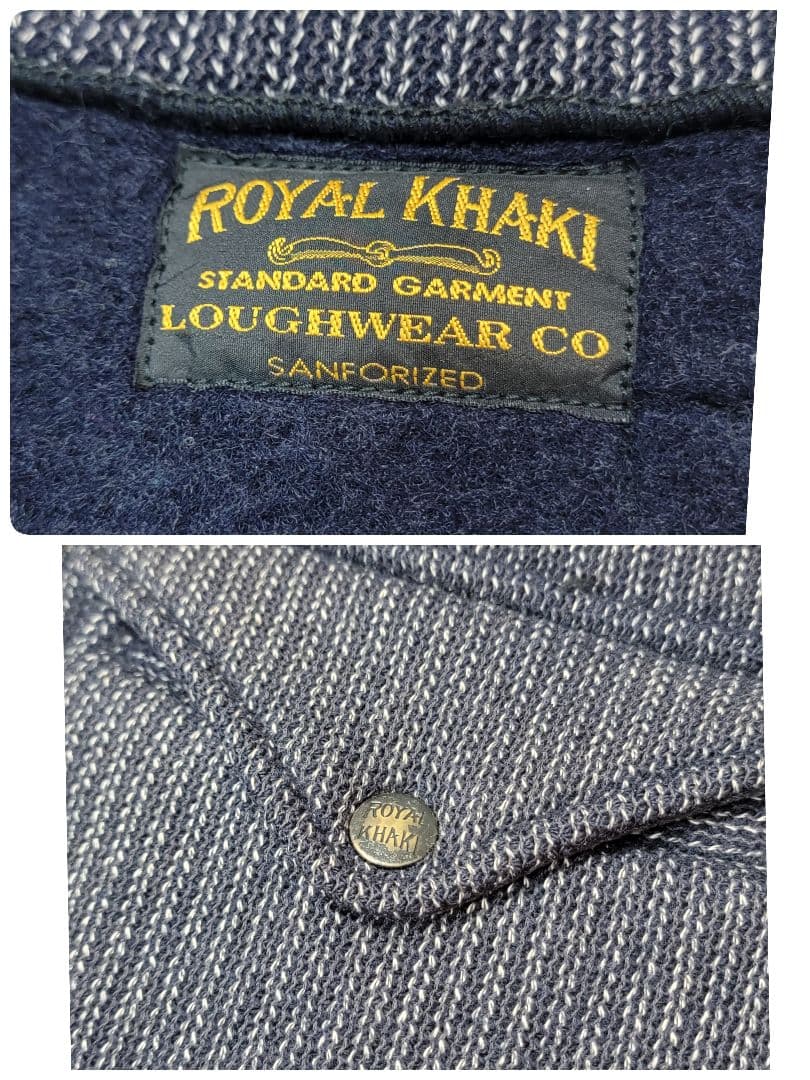 ROYAL KHAKI
STANDARD GARMENT
LOUGHWEAR CO
SANFORIZED
ROYAL
KHAKI